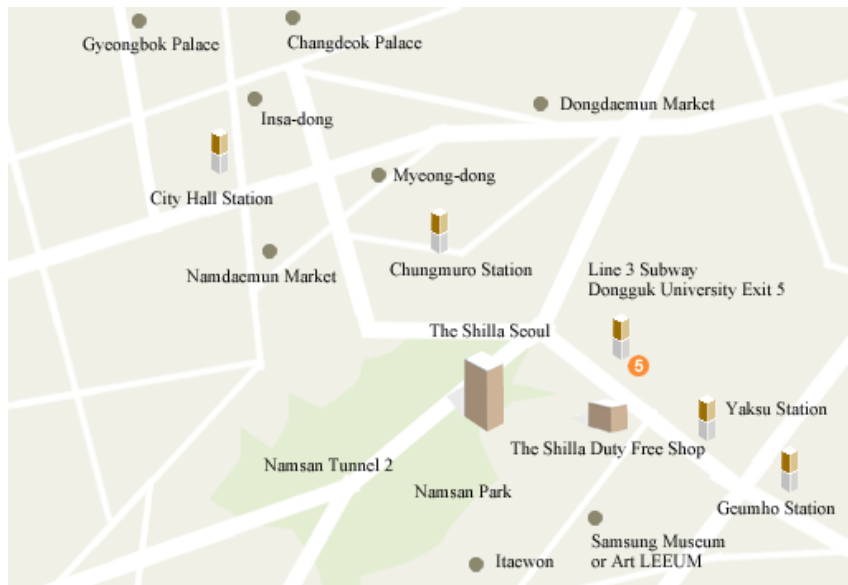 Changdeok Palace
Gyeongbok Palace
Dongdaemun Market
Insa-dong
Myeong-dong
City Hall Station
Chungmuro Station
Namdaemun Market
Line 3 Subway
Dongguk University Exit 5
The Shilla Seoul
5
Yaksu Station
The Shilla Duty Free Shop
Namsan Tunnel 2
Namsan Park
Geumho Station
Samsung Museum
or Art LEEUM
Itaewon